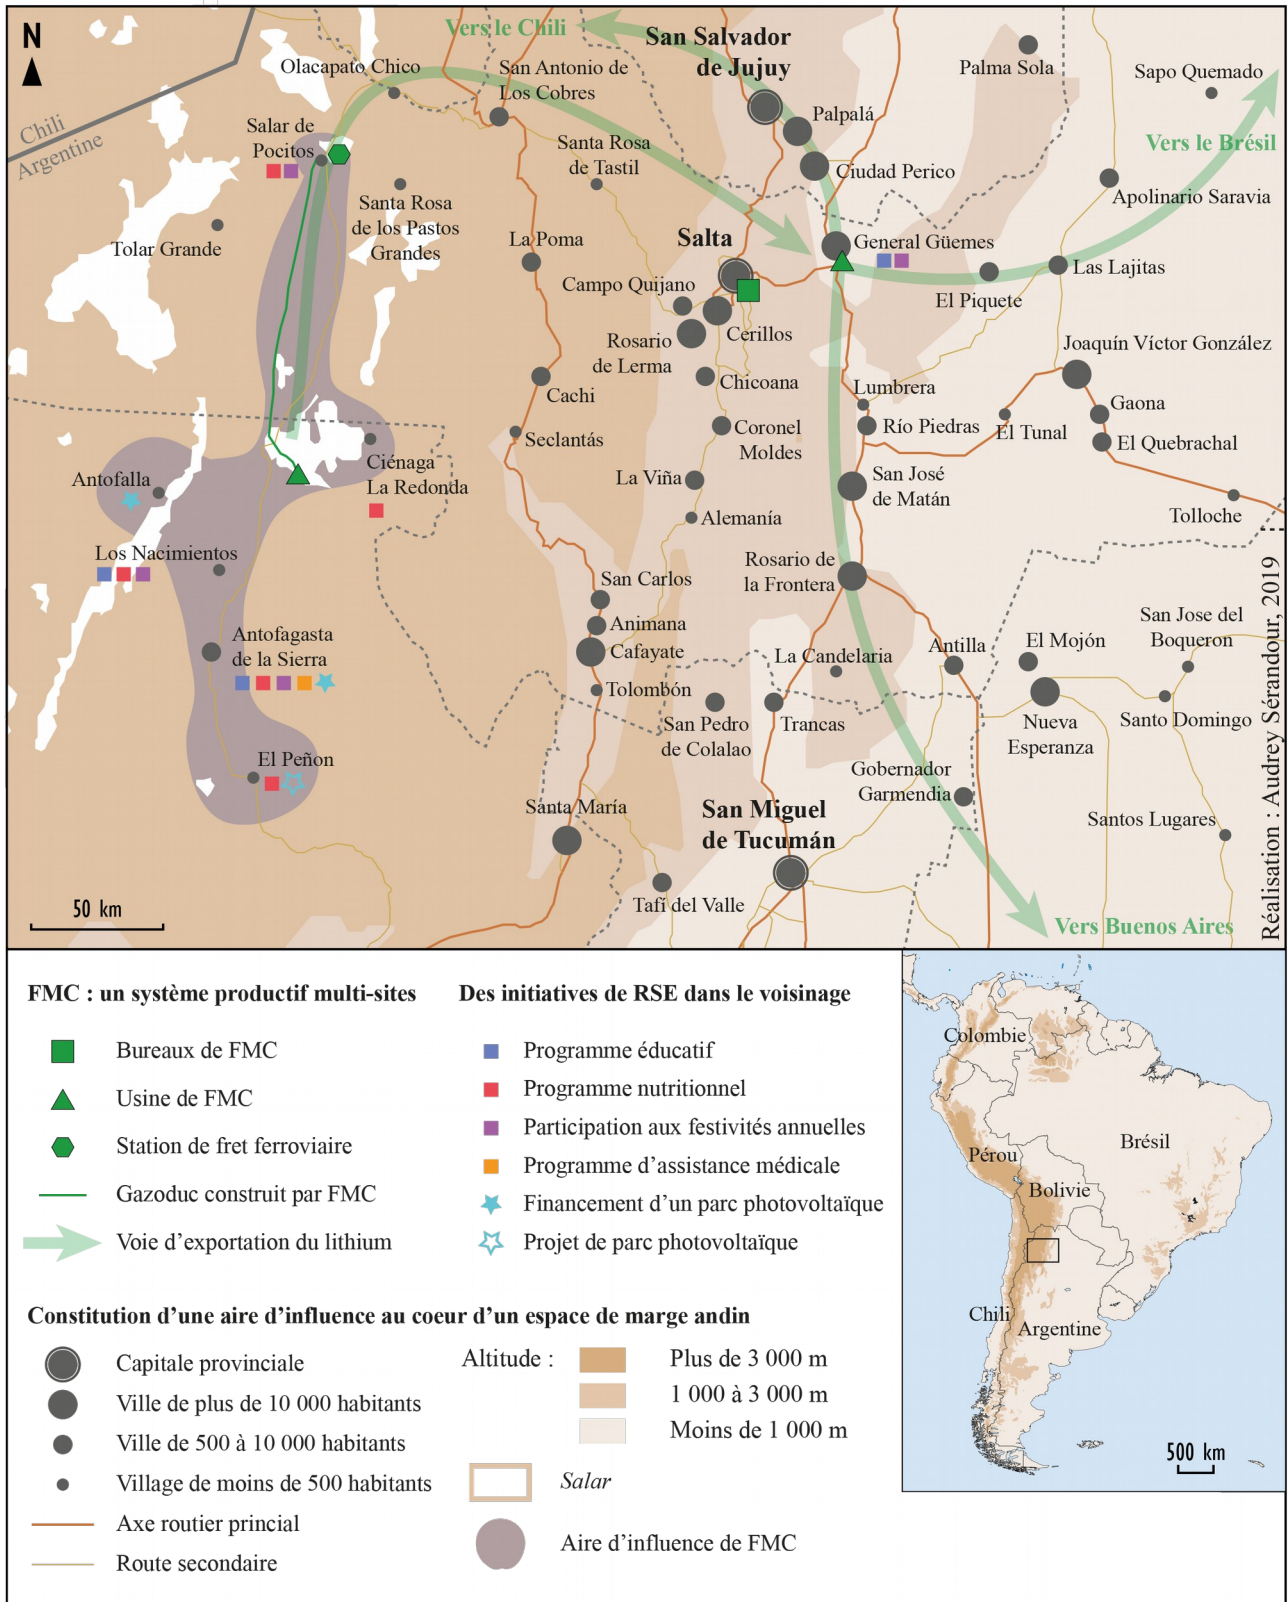 N
Vers le Chili
San Salvador
de Jujuy
Olacapato Chico
San Antonio de
Los Cobres
Palma Sola
Sapo Quemado
Chili
Argentine
Salar de
Pocitos
Palpalá
Santa Rosa
de Tastil
Vers le Brésil
Ciudad Perico
Apolinario Saravia
Santa Rosa
de los Pastos
Grandes
Tolar Grande
La Poma
Salta
General Güemes
Las Lajitas
Campo Quijano
El Piquete
Rosario
de Lerma
Cerillos
Joaquín Víctor González
Chicoana
Lumbrera
Cachi
Gaona
Seclantás
Coronel
Moldes
Río Piedras
El Tunal
El Quebrachal
Antofalla
Ciénaga
La Redonda
La Viña
San José
de Matán
Alemanía
Tolloche
Los Nacimientos
Rosario de
la Frontera
San Carlos
Animana
Cafayate
Antofagasta
de la Sierra
La Candelaria
Antilla
El Mojón
San Jose del
Boqueron
Tolombón
San Pedro
de Colalao
Trancas
Nueva
Esperanza
Santo Domingo
El Peñon
Gobernador
Garmendia
Santa María
San Miguel
de Tucumán
Santos Lugares
Tafí del Valle
Vers Buenos Aires
50 km
Réalisation : Audrey Sérandour, 2019
FMC : un système productif multi-sites
Bureaux de FMC
Usine de FMC
Station de fret ferroviaire
Gazoduc construit par FMC
Voie d'exportation du lithium
Des initiatives de RSE dans le voisinage
Programme éducatif
Programme nutritionnel
Participation aux festivités annuelles
Programme d'assistance médicale
Financement d'un parc photovoltaïque
Projet de parc photovoltaïque
Constitution d'une aire d'influence au coeur d'un espace de marge andin
Capitale provinciale
Ville de plus de 10 000 habitants
Ville de 500 à 10 000 habitants
Village de moins de 500 habitants
Axe routier princial
Route secondaire
Altitude :
Plus de 3 000 m
1 000 à 3 000 m
Moins de 1 000 m
Salar
Aire d'influence de FMC
Colombie
Pérou
Brésil
Bolivie
Chili
Argentine
500 km